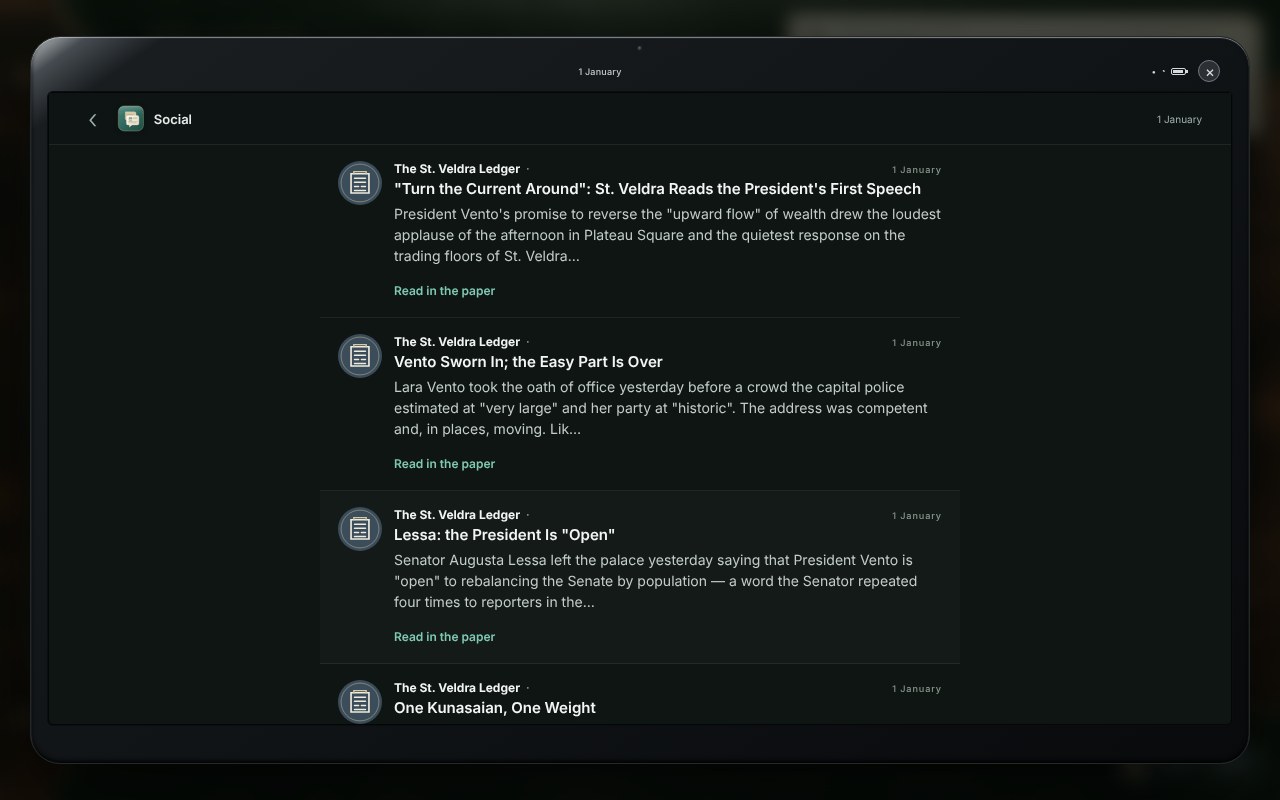 1 January
Social
1 January
The St. Veldra Ledger ·
1 January
"Turn the Current Around": St. Veldra Reads the President's First Speech
President Vento's promise to reverse the "upward flow" of wealth drew the loudest
applause of the afternoon in Plateau Square and the quietest response on the
trading floors of St. Veldra...
Read in the paper
The St. Veldra Ledger ·
1 January
Vento Sworn In; the Easy Part Is Over
Lara Vento took the oath of office yesterday before a crowd the capital police
estimated at "very large" and her party at "historic". The address was competent
and, in places, moving. Lik...
Read in the paper
The St. Veldra Ledger ·
1 January
Lessa: the President Is "Open"
Senator Augusta Lessa left the palace yesterday saying that President Vento is
"open" to rebalancing the Senate by population — a word the Senator repeated
four times to reporters in the...
Read in the paper
The St. Veldra Ledger ·
1 January
One Kunasaian, One Weight